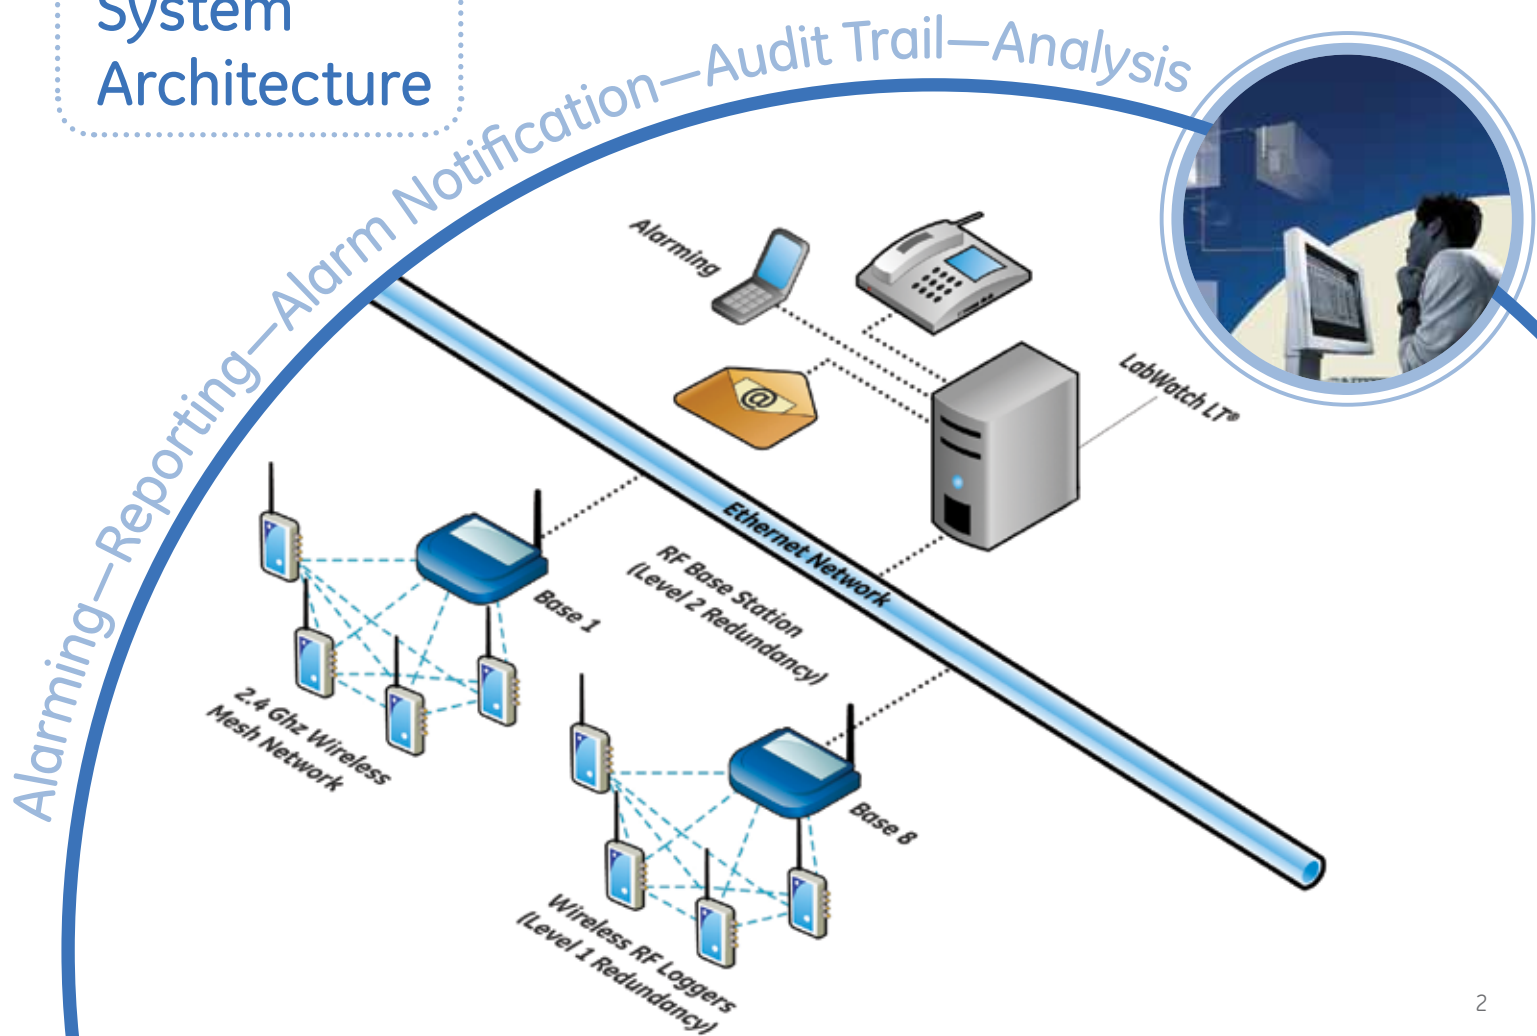 System
Architecture
Alarming—Reporting—Alarm Notification—Audit Trail—Analysis
Alarming
@
LabWatch LT®
Ethernet Network
RF Base Station
(Level 2 Redundancy)
Base 1
2.4 Ghz Wireless
Mesh Network
Base 8
Wireless RF Loggers
(Level 1 Redundancy)
2